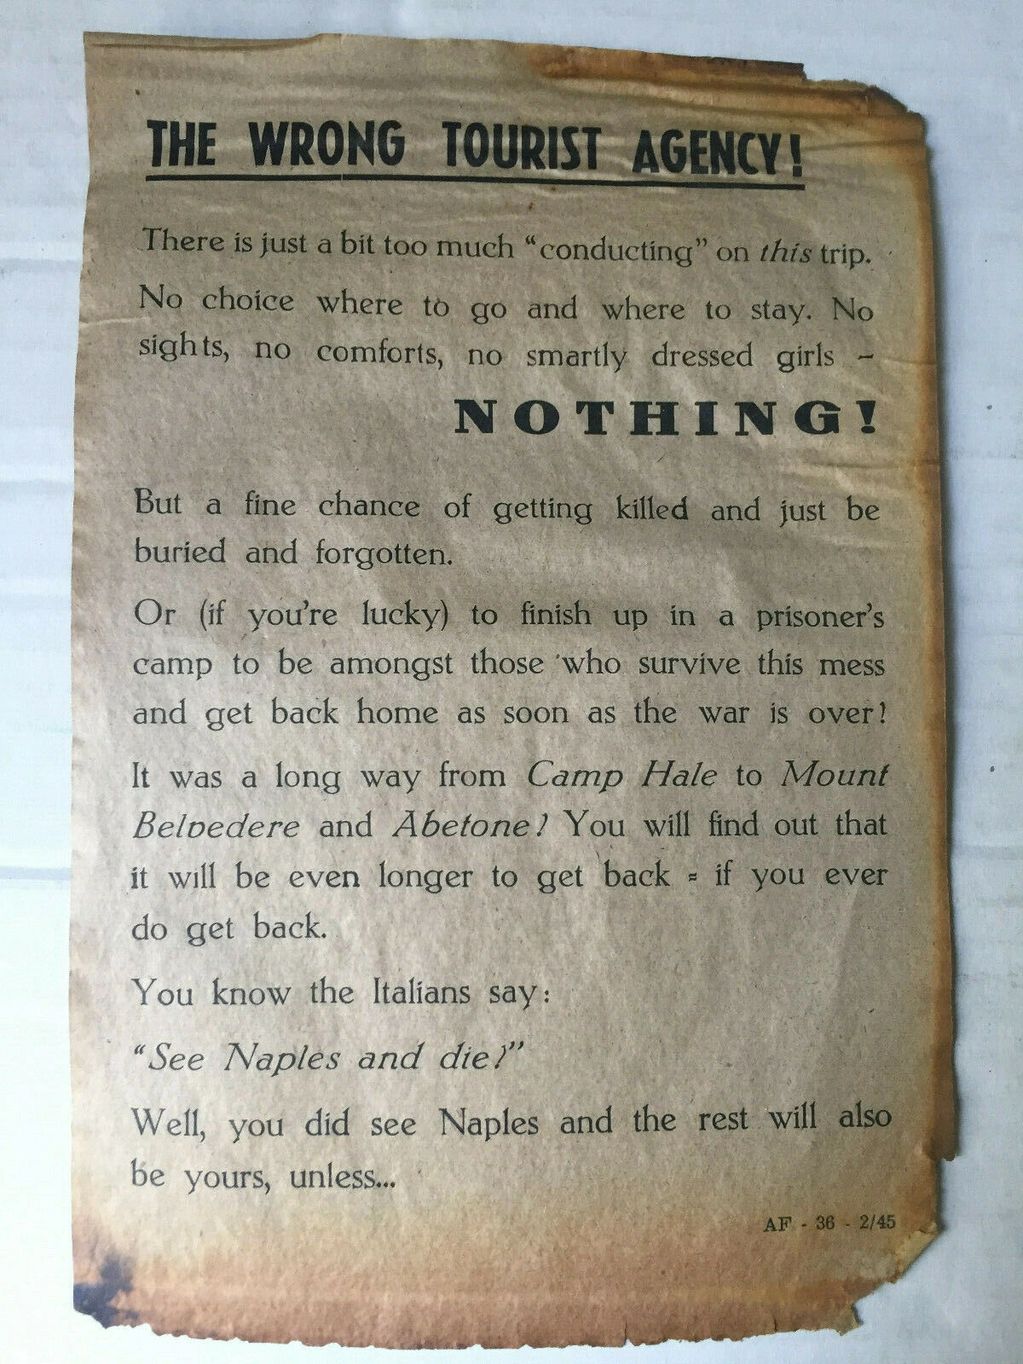 THE WRONG TOURIST AGENCY!
There is just a bit too much “conducting” on this trip.
No choice where to go and where to stay. No
sights, no comforts, no smartly dressed girls -
NOTHING!
But a fine chance of getting killed and just be
buried and forgotten.
Or (if you're lucky) to finish up in a prisoner's
camp to be amongst those who survive this mess
and get back home as soon as the war is over!
It was a long way from Camp Hale to Mount
Belvedere and Abetone! You will find out that
it will be even longer to get back - if you ever
do get back.
You know the Italians say:
“See Naples and die!”
Well, you did see Naples and the rest will also
be yours, unless...
AF - 36 - 2/45